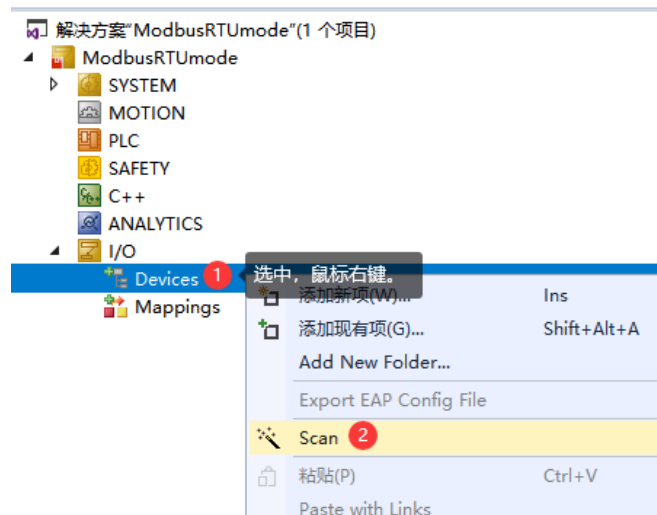 解决方案"ModbusRTUmode"(1 个项目)
ModbusRTUmode
SYSTEM
MOTION
PLC
SAFETY
C++
ANALYTICS
I/O
Devices 1 选中，鼠标右键。
Mappings
添加新项(W)... Ins
添加现有项(G)... Shift+Alt+A
Add New Folder...
Export EAP Config File
Scan 2
粘贴(P) Ctrl+V
Paste with Links